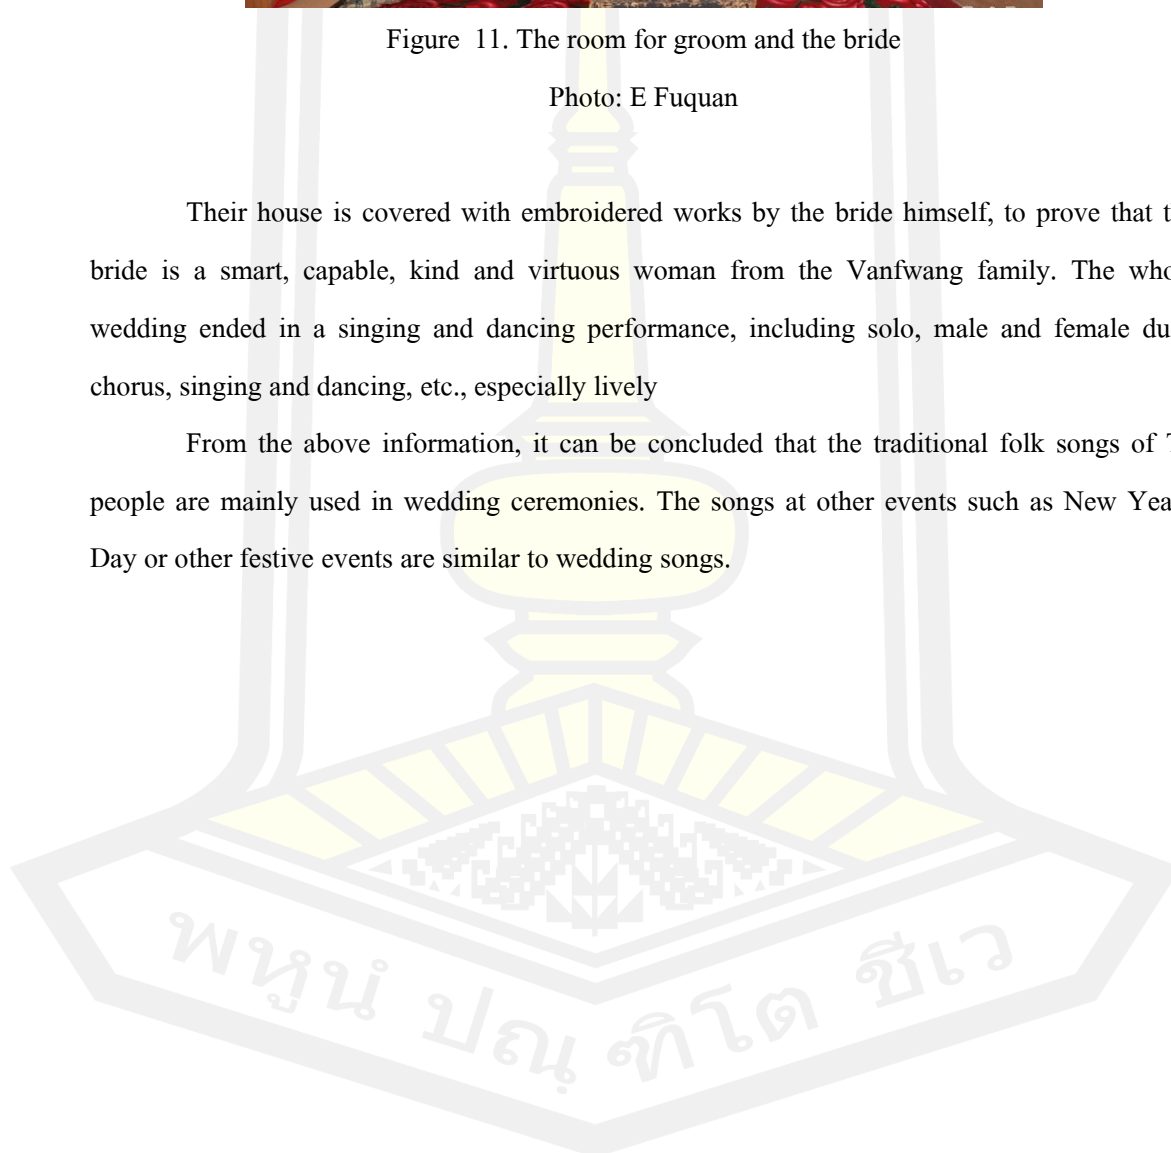 Figure 11. The room for groom and the bride
Photo: E Fuquan
Their house is covered with embroidered works by the bride himself, to prove that t
bride is a smart, capable, kind and virtuous woman from the Vanfwang family. The who
wedding ended in a singing and dancing performance, including solo, male and female du
chorus, singing and dancing, etc., especially lively
From the above information, it can be concluded that the traditional folk songs of T
people are mainly used in wedding ceremonies. The songs at other events such as New Yea
Day or other festive events are similar to wedding songs.
พหูนํ ปณฺฑิโต ชีเว